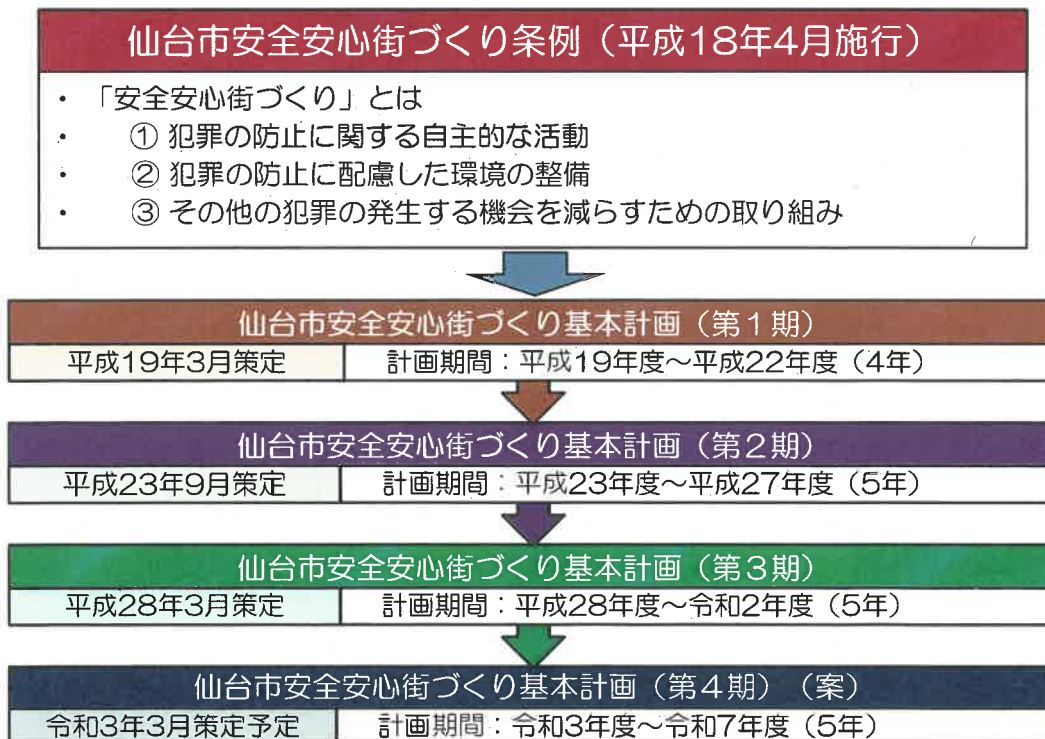 仙台市安全安心街づくり条例（平成18年4月施行）
・ 「安全安心街づくり」とは
・ ① 犯罪の防止に関する自主的な活動
・ ② 犯罪の防止に配慮した環境の整備
・ ③ その他の犯罪の発生する機会を減らすための取り組み
仙台市安全安心街づくり基本計画（第1期）
平成19年3月策定 計画期間：平成19年度～平成22年度（4年）
仙台市安全安心街づくり基本計画（第2期）
平成23年9月策定 計画期間：平成23年度～平成27年度（5年）
仙台市安全安心街づくり基本計画（第3期）
平成28年3月策定 計画期間：平成28年度～令和2年度（5年）
仙台市安全安心街づくり基本計画（第4期）（案）
令和3年3月策定予定 計画期間：令和3年度～令和7年度（5年）